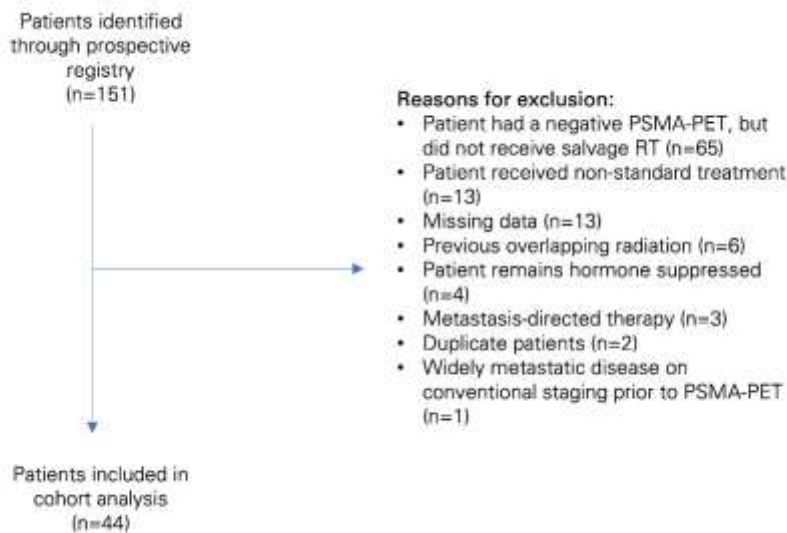 Patients identified
through prospective
registry
(n=151)
Reasons for exclusion:
• Patient had a negative PSMA-PET, but
did not receive salvage RT (n=65)
• Patient received non-standard treatment
(n=13)
• Missing data (n=13)
• Previous overlapping radiation (n=6)
• Patient remains hormone suppressed
(n=4)
• Metastasis-directed therapy (n=3)
• Duplicate patients (n=2)
• Widely metastatic disease on
conventional staging prior to PSMA-PET
(n=1)
Patients included in
cohort analysis
(n=44)